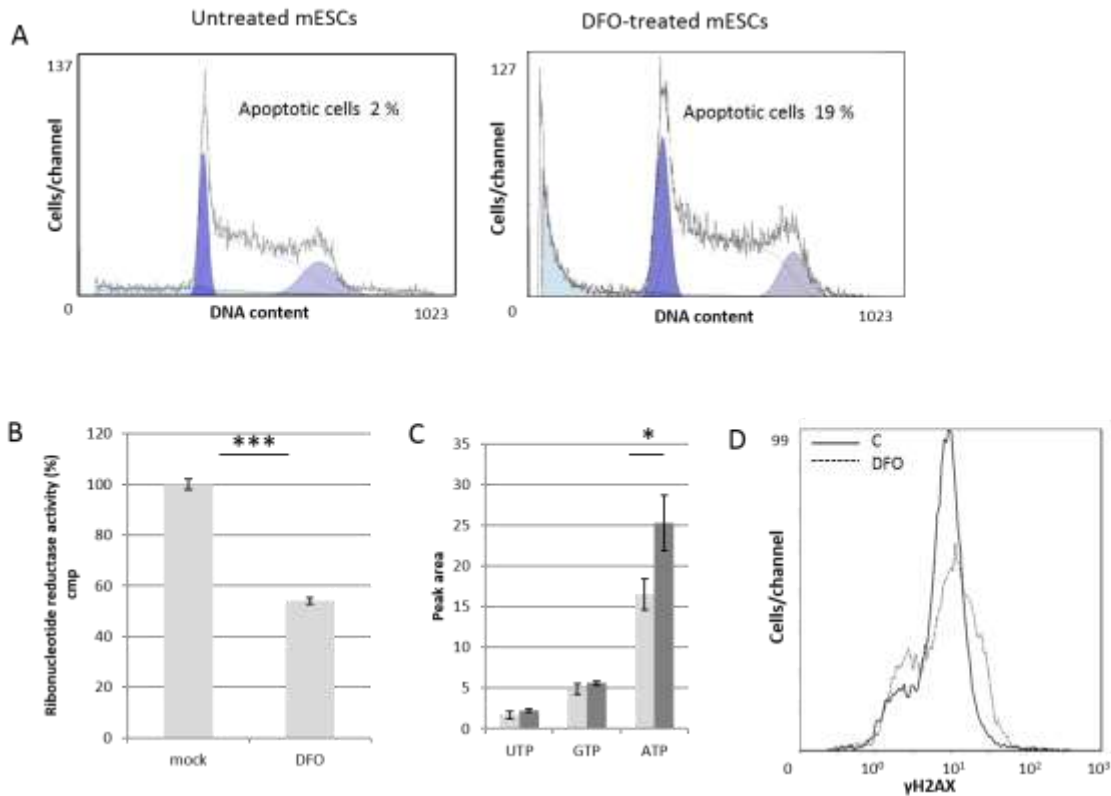 A
Untreated mESCs
137
Cells/channel
Apoptotic cells 2 %
0
DNA content
1023
DFO-treated mESCs
127
Cells/channel
Apoptotic cells 19 %
0
DNA content
1023
B
Ribonucleotide reductase activity (%)
cmp
120
100
80
60
40
20
0
***
mock
DFO
C
Peak area
35
30
25
20
15
10
5
0
*
UTP
GTP
ATP
D
99
C
DFO
Cells/channel
0
10⁰
10¹
10²
10³
γH2AX